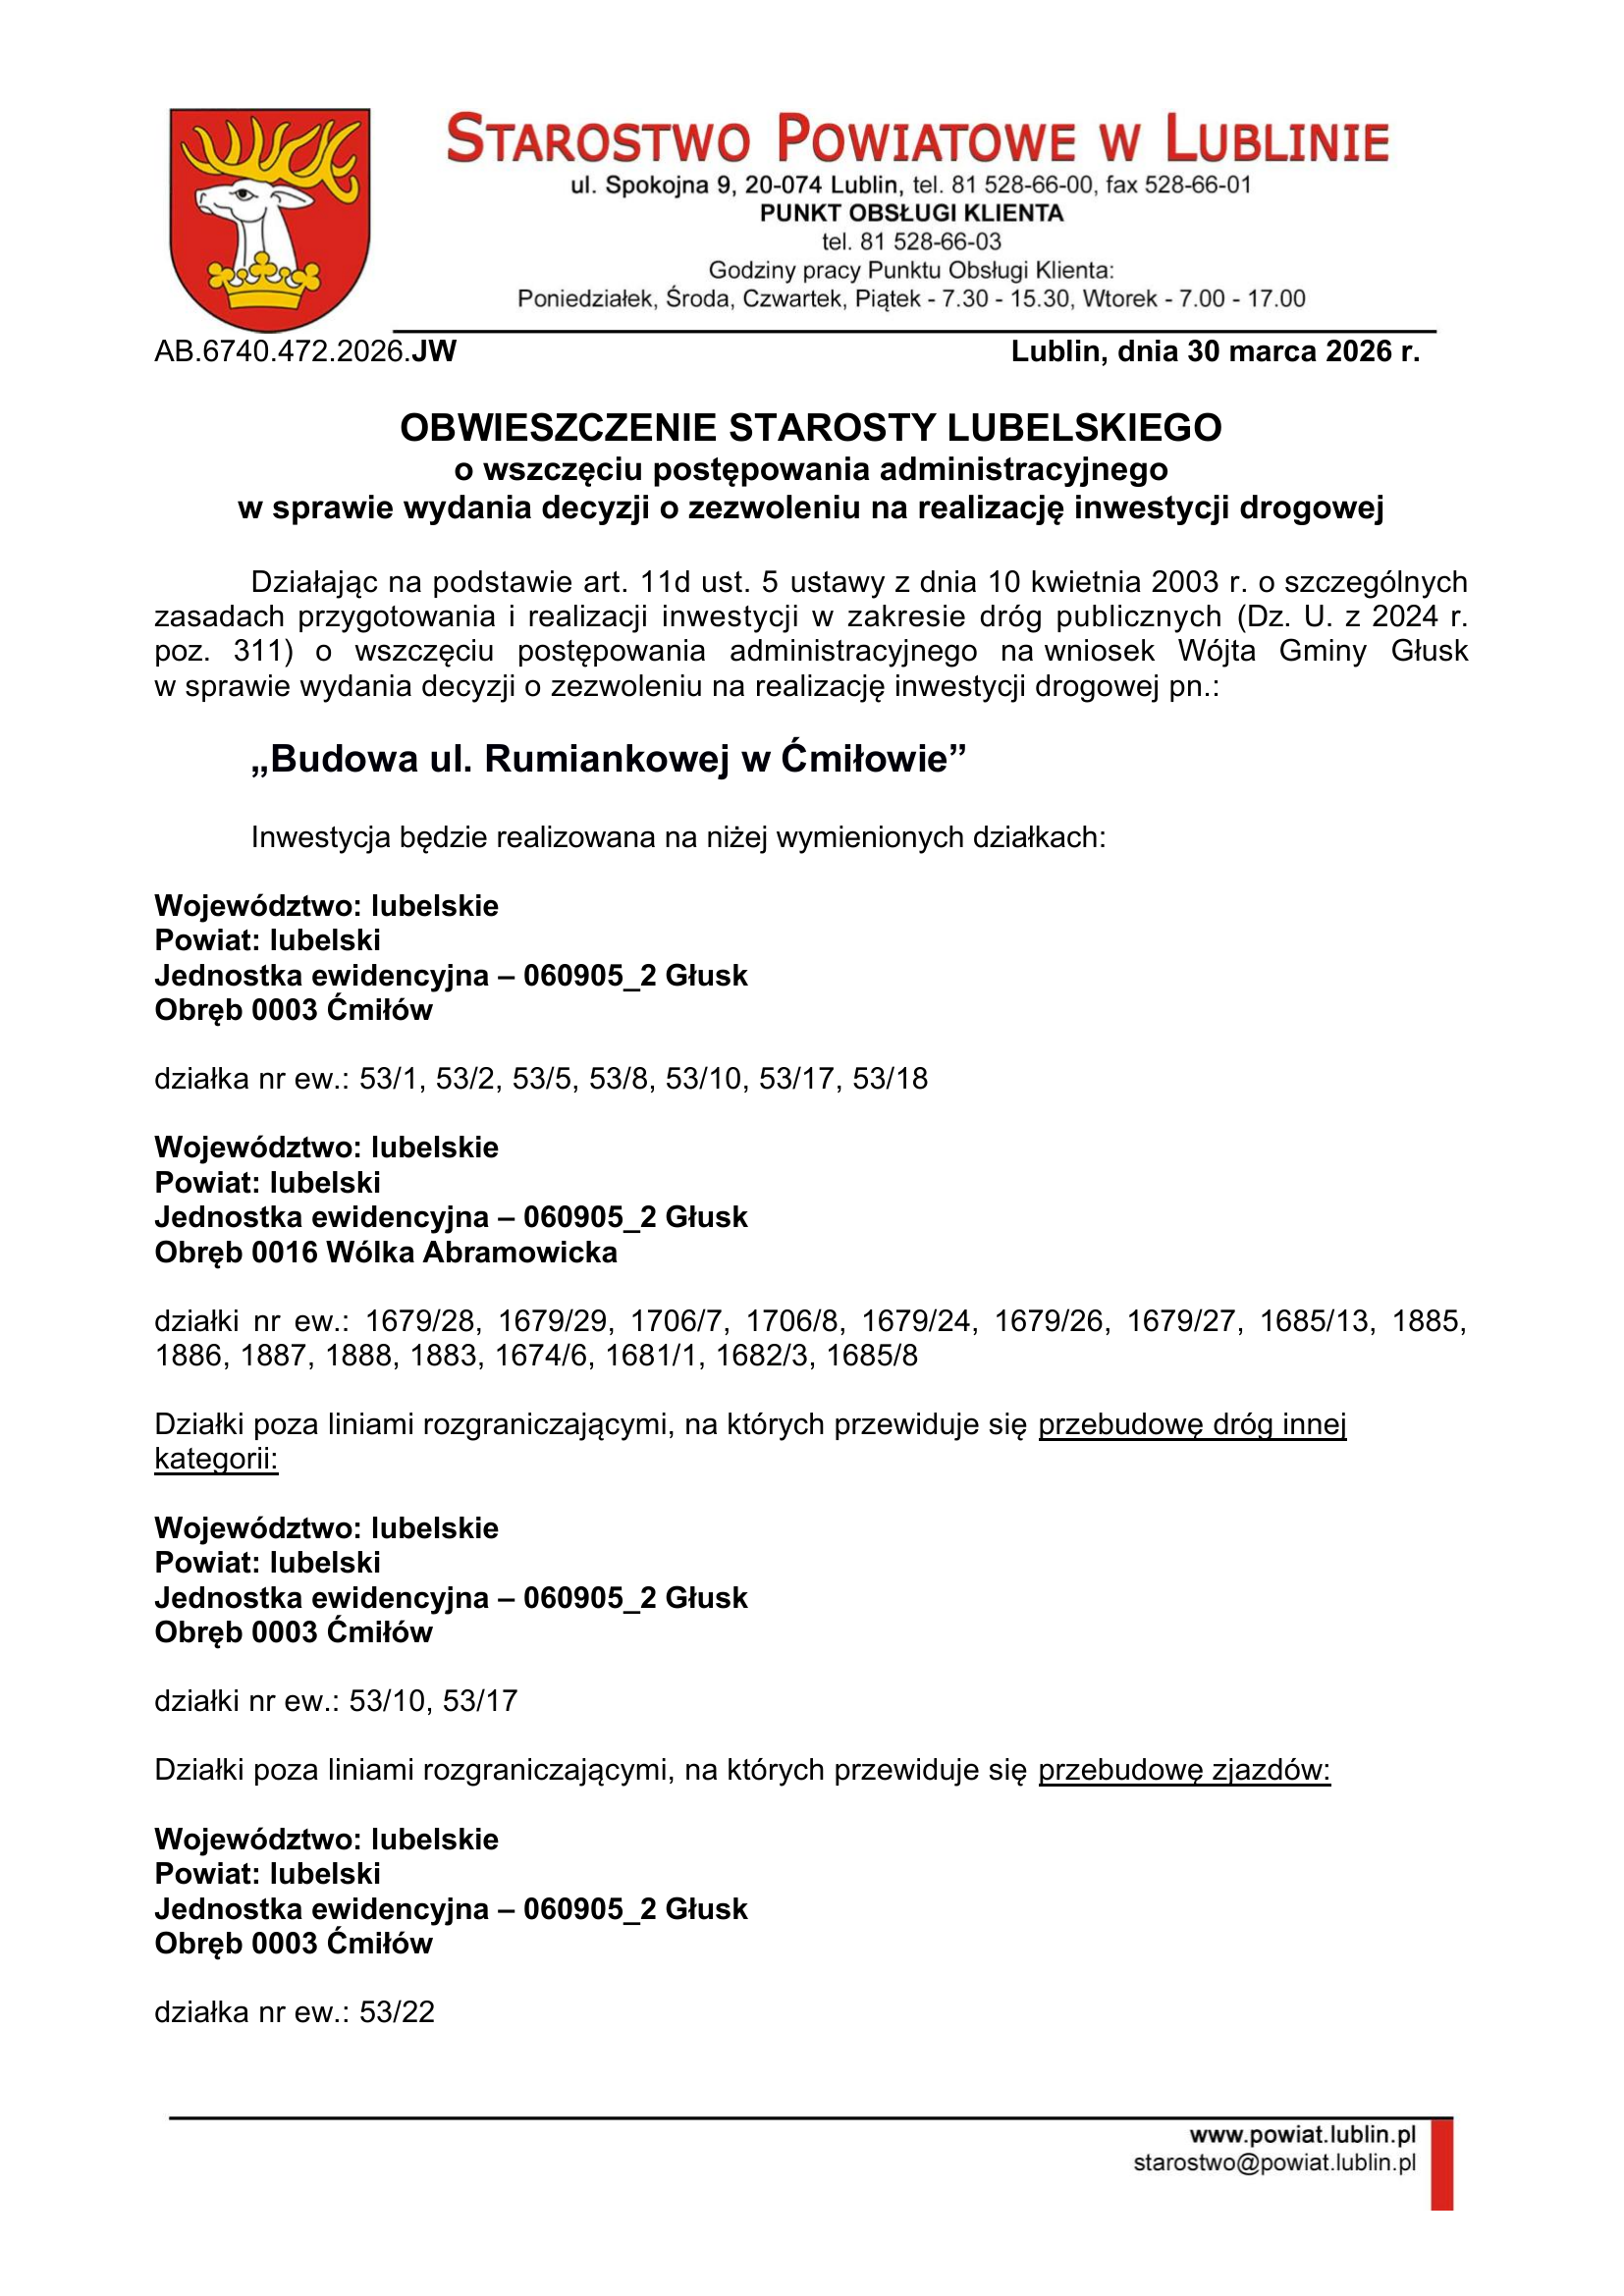 STAROSTWO POWIATOWE W LUBLINIE
ul. Spokojna 9, 20-074 Lublin, tel. 81 528-66-00, fax 528-66-01
PUNKT OBSŁUGI KLIENTA
tel. 81 528-66-03
Godziny pracy Punktu Obsługi Klienta:
Poniedziałek, Środa, Czwartek, Piątek - 7.30 - 15.30, Wtorek - 7.00 - 17.00
AB.6740.472.2026.JW Lublin, dnia 30 marca 2026 r.
OBWIESZCZENIE STAROSTY LUBELSKIEGO
o wszczęciu postępowania administracyjnego
w sprawie wydania decyzji o zezwoleniu na realizację inwestycji drogowej
Działając na podstawie art. 11d ust. 5 ustawy z dnia 10 kwietnia 2003 r. o szczególnych
zasadach przygotowania i realizacji inwestycji w zakresie dróg publicznych (Dz. U. z 2024 r.
poz. 311) o wszczęciu postępowania administracyjnego na wniosek Wójta Gminy Głusk
w sprawie wydania decyzji o zezwoleniu na realizację inwestycji drogowej pn.:
„Budowa ul. Rumiankowej w Ćmiłowie”
Inwestycja będzie realizowana na niżej wymienionych działkach:
Województwo: lubelskie
Powiat: lubelski
Jednostka ewidencyjna – 060905_2 Głusk
Obręb 0003 Ćmiłów
działka nr ew.: 53/1, 53/2, 53/5, 53/8, 53/10, 53/17, 53/18
Województwo: lubelskie
Powiat: lubelski
Jednostka ewidencyjna – 060905_2 Głusk
Obręb 0016 Wólka Abramowicka
działki nr ew.: 1679/28, 1679/29, 1706/7, 1706/8, 1679/24, 1679/26, 1679/27, 1685/13, 1885,
1886, 1887, 1888, 1883, 1674/6, 1681/1, 1682/3, 1685/8
Działki poza liniami rozgraniczającymi, na których przewiduje się przebudowę dróg innej
kategorii:
Województwo: lubelskie
Powiat: lubelski
Jednostka ewidencyjna – 060905_2 Głusk
Obręb 0003 Ćmiłów
działki nr ew.: 53/10, 53/17
Działki poza liniami rozgraniczającymi, na których przewiduje się przebudowę zjazdów:
Województwo: lubelskie
Powiat: lubelski
Jednostka ewidencyjna – 060905_2 Głusk
Obręb 0003 Ćmiłów
działka nr ew.: 53/22
www.powiat.lublin.pl
starostwo@powiat.lublin.pl